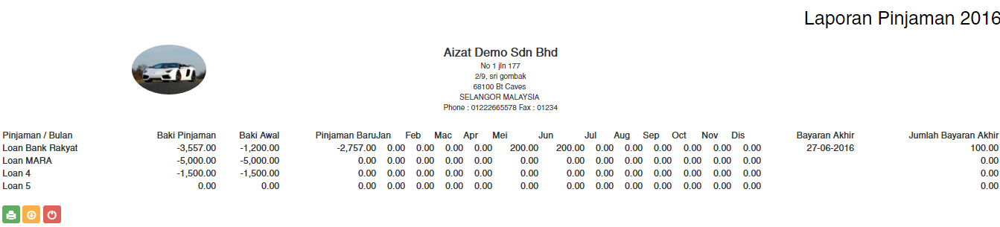 Laporan Pinjaman 2016
Aizat Demo Sdn Bhd
No 1 jln 177
2/9, sri gombak
68100 Bt Caves
SELANGOR MALAYSIA
Phone : 01222665578 Fax : 01234
Pinjaman / Bulan Baki Pinjaman Baki Awal Pinjaman BaruJan Feb Mac Apr Mei Jun Jul Aug Sep Oct Nov Dis Bayaran Akhir Jumlah Bayaran Akhir
Loan Bank Rakyat -3,557.00 -1,200.00 -2,757.00 0.00 0.00 0.00 0.00 200.00 200.00 0.00 0.00 0.00 0.00 0.00 0.00 27-06-2016 100.00
Loan MARA -5,000.00 -5,000.00 0.00 0.00 0.00 0.00 0.00 0.00 0.00 0.00 0.00 0.00 0.00 0.00 0.00 0.00
Loan 4 -1,500.00 -1,500.00 0.00 0.00 0.00 0.00 0.00 0.00 0.00 0.00 0.00 0.00 0.00 0.00 0.00 0.00
Loan 5 0.00 0.00 0.00 0.00 0.00 0.00 0.00 0.00 0.00 0.00 0.00 0.00 0.00 0.00 0.00 0.00